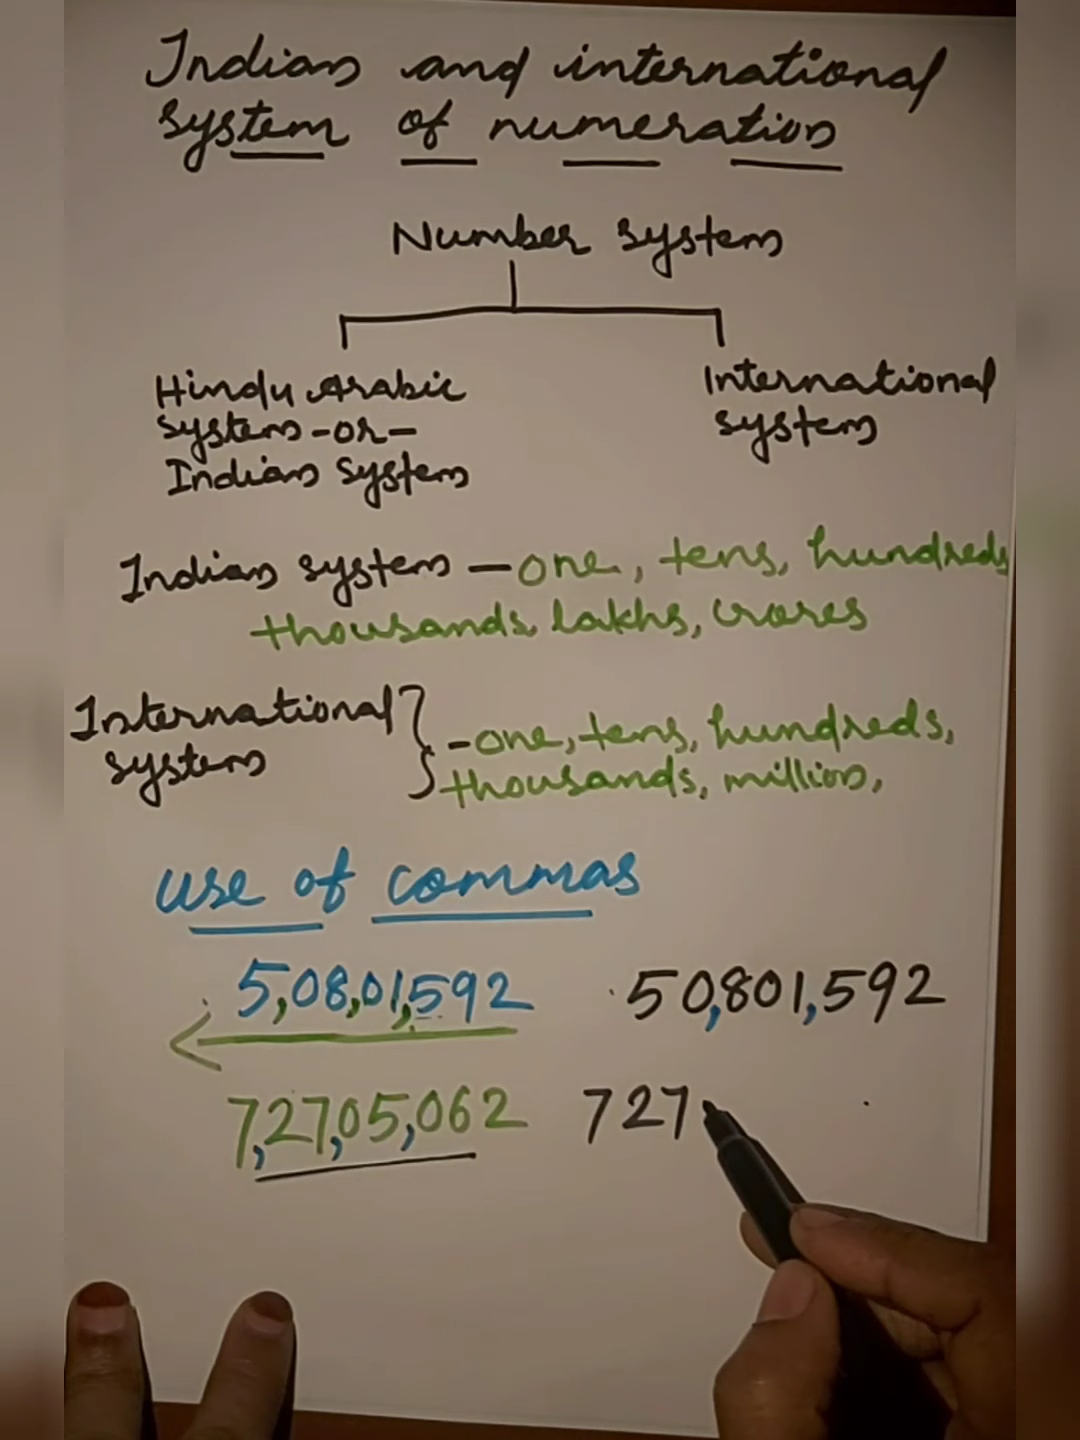 Indian and international
system of numeration
Number system
Hindu Arabic
system -or-
Indian system
International
system
Indian system - one, tens, hundreds
thousands, lakhs, crores
International
system
- one, tens, hundreds,
thousands, million,
use of commas
5,08,01,592
50,801,592
7,27,05,062
727